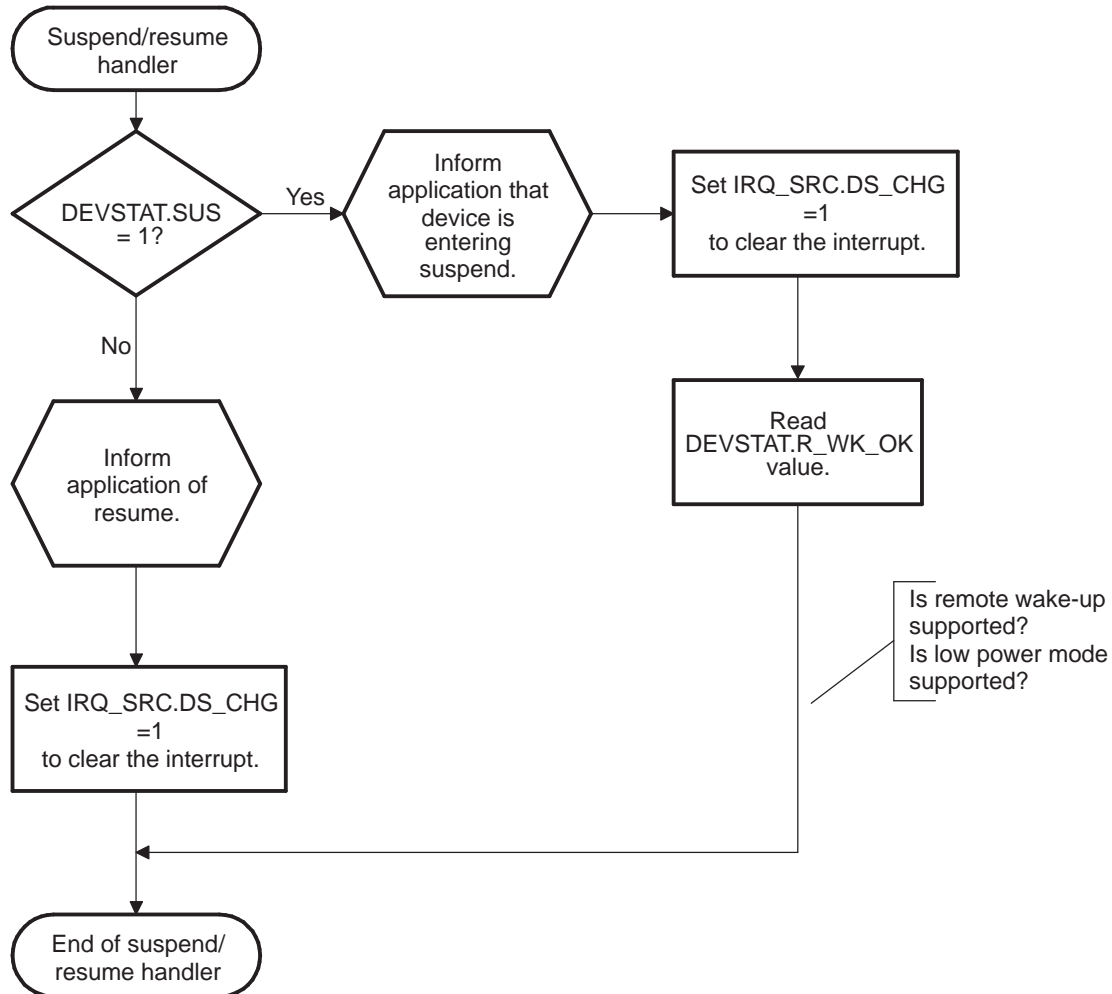 Suspend/resume
handler
DEVSTAT.SUS
= 1?
Yes
Inform
application that
device is
entering
suspend.
Set IRQ_SRC.DS_CHG
=1
to clear the interrupt.
No
Read
DEVSTAT.R_WK_OK
value.
Inform
application of
resume.
Is remote wake-up
supported?
Is low power mode
supported?
Set IRQ_SRC.DS_CHG
=1
to clear the interrupt.
End of suspend/
resume handler